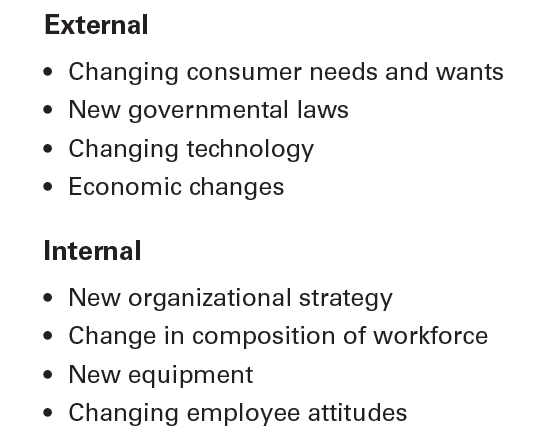 External
• Changing consumer needs and wants
• New governmental laws
• Changing technology
• Economic changes
Internal
• New organizational strategy
• Change in composition of workforce
• New equipment
• Changing employee attitudes